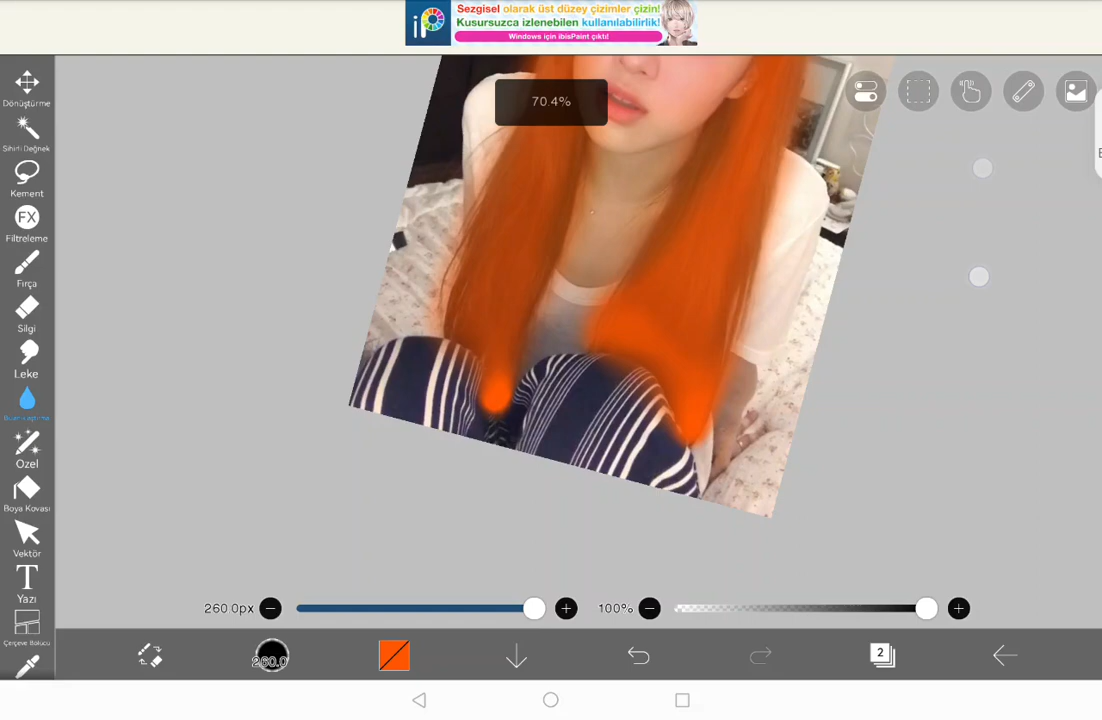 Sezgisel olarak üst düzey çizimler çizin!
Kusursuzca izlenebilen kullanılabilirlik!
Windows için ibisPaint çıktı!
iP
70.4%
Dönüştürme
Sihirli Değnek
Kement
FX
Filtreleme
Fırça
Silgi
Leke
Özel
Boya Kovası
Vektör
T
Yazı
Çerçeve Bölücü
260.0px
100%
260.0
2